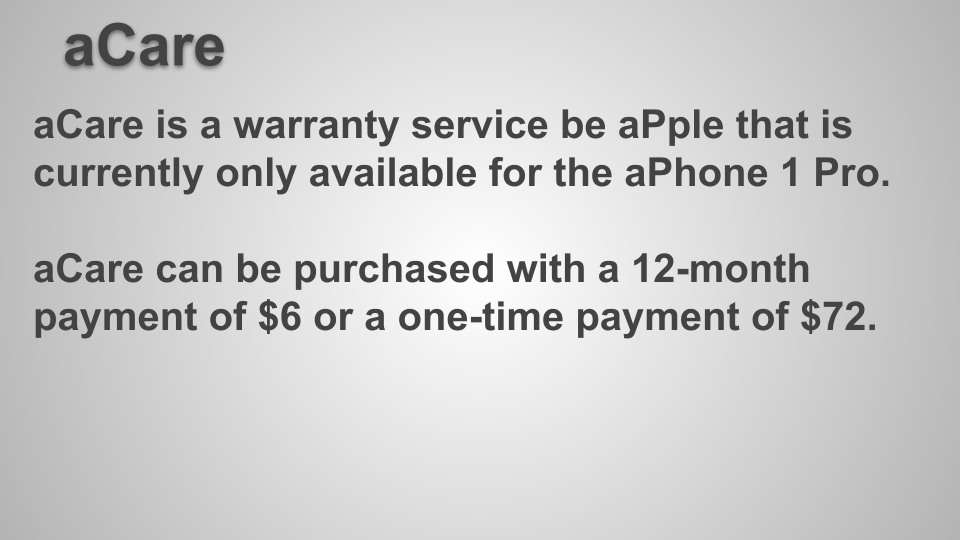 aCare
aCare is a warranty service be aPple that is
currently only available for the aPhone 1 Pro.
aCare can be purchased with a 12-month
payment of $6 or a one-time payment of $72.